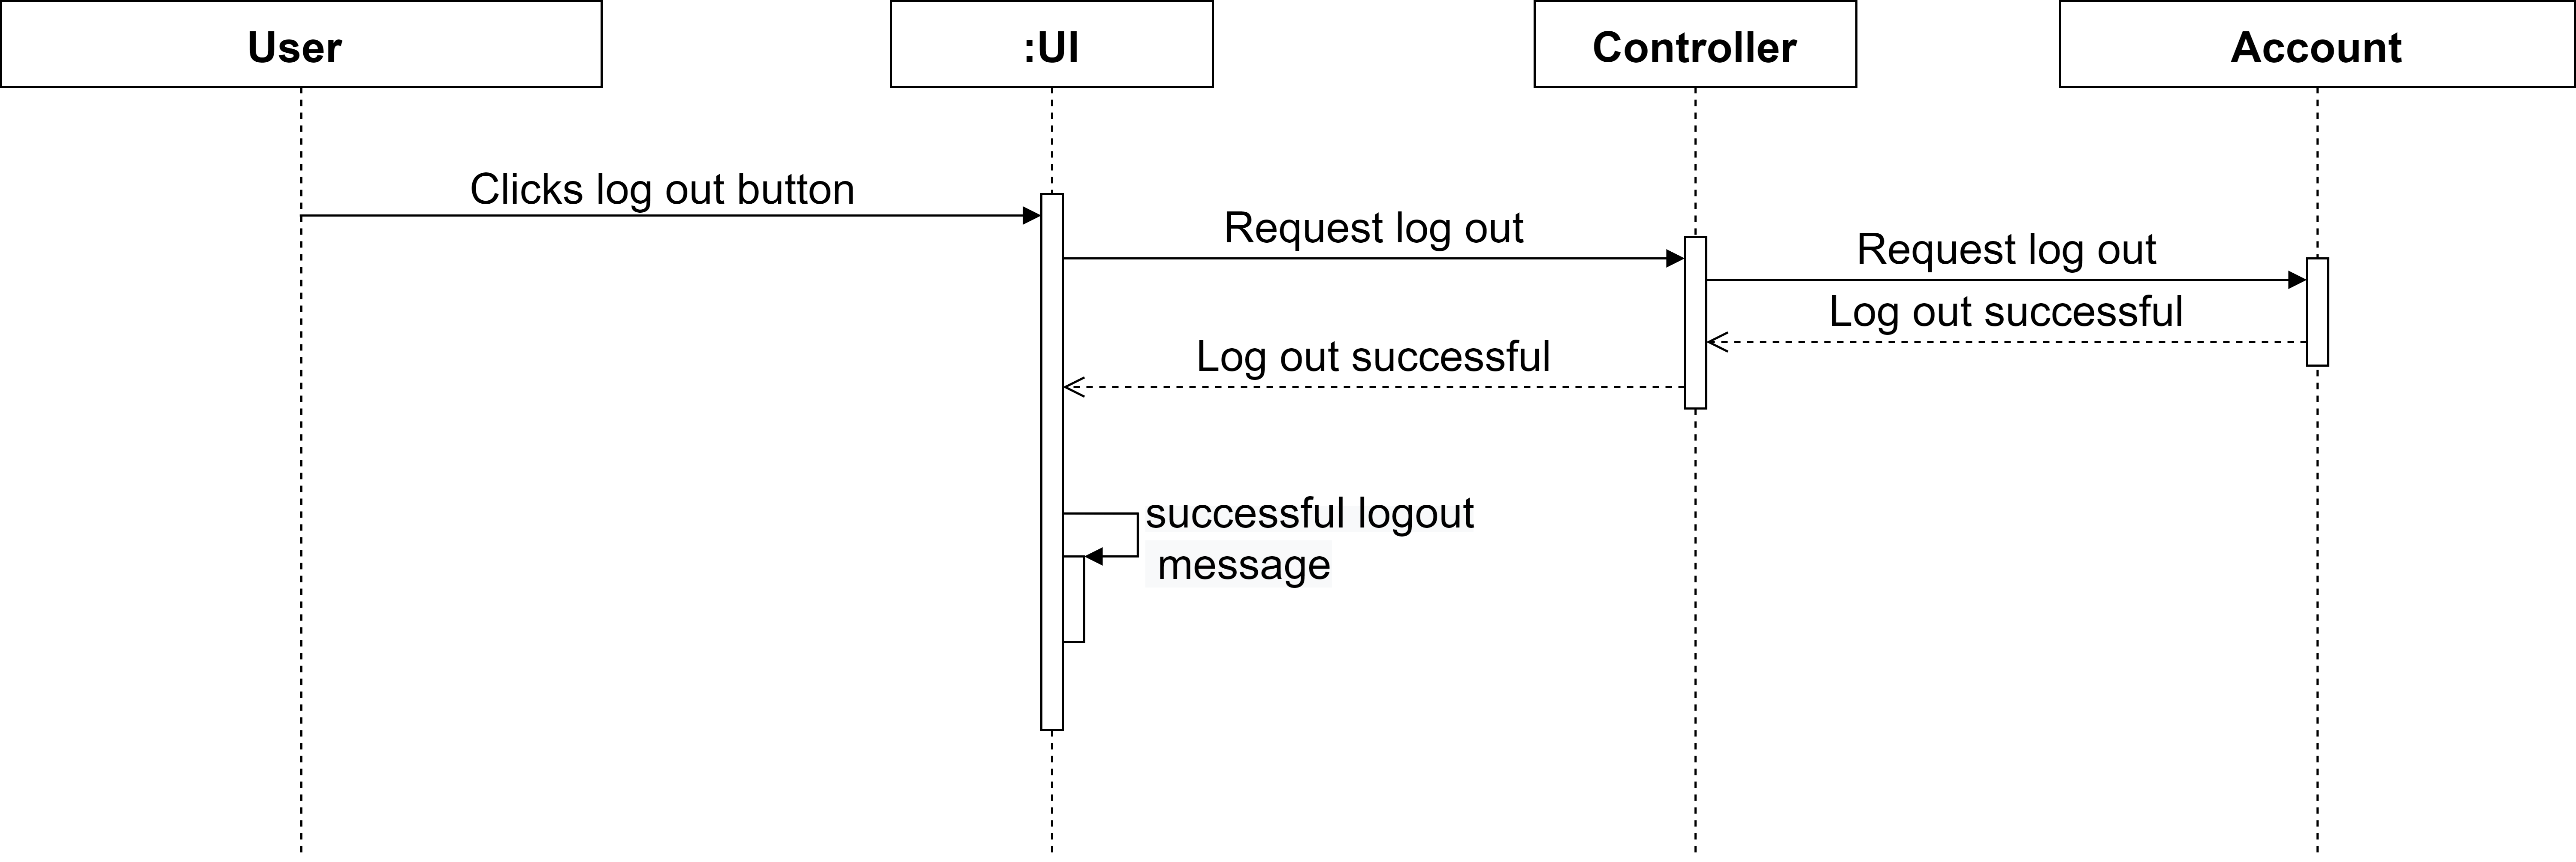 User
:UI
Controller
Account
Clicks log out button
Request log out
Request log out
Log out successful
Log out successful
successful logout
message